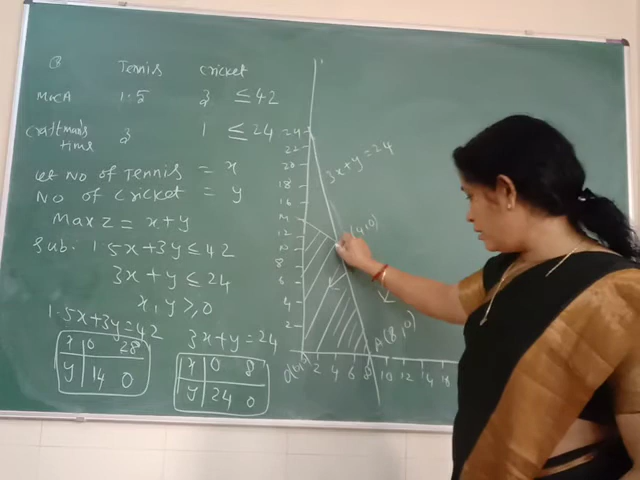 Tennis Cricket
M/CA 1.5 3 ≤ 42
Craftman's time 3 1 ≤ 24
Let No of Tennis = x
No of Cricket = y
Max z = x+y
Sub: 1.5x+3y ≤ 42
3x + y ≤ 24
x, y ≥ 0
1.5x+3y = 42
x 0 28
y 14 0
3x+y = 24
x 0 8
y 24 0
24
22
20
18
16
14
12
10
8
6
4
2
3x+y = 24
A(8,0)
2 4 6 8 10 12 14 16 18